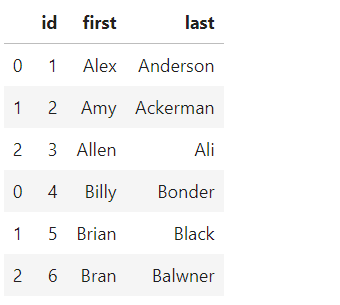 id first last
0 1 Alex Anderson
1 2 Amy Ackerman
2 3 Allen Ali
0 4 Billy Bonder
1 5 Brian Black
2 6 Bran Balwner